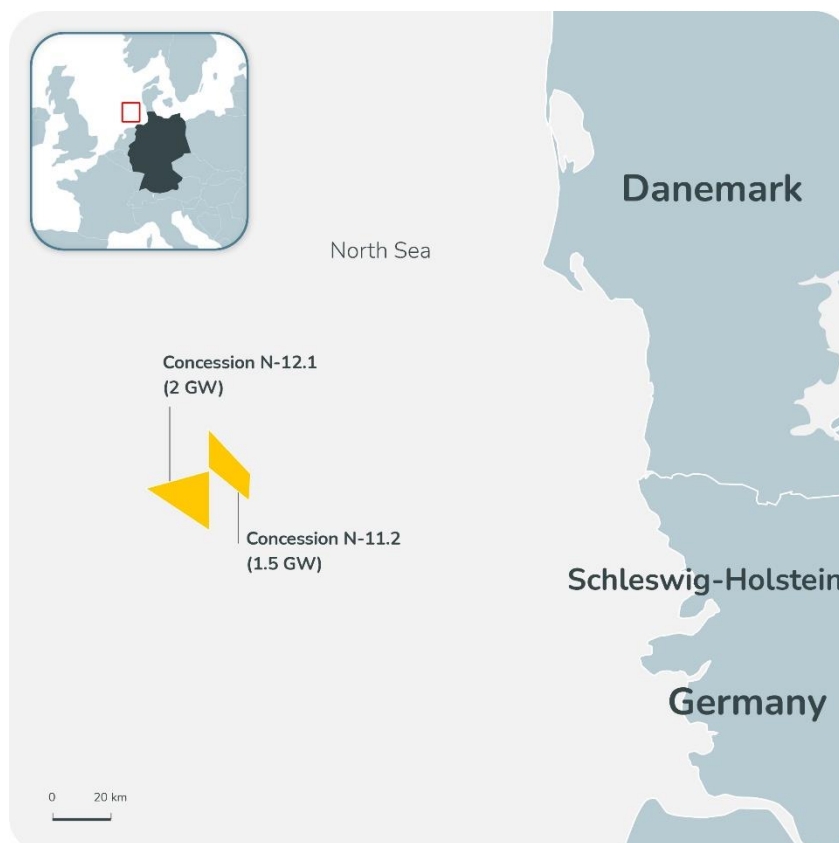 Danemark
North Sea
Concession N-12.1
(2 GW)
Concession N-11.2
(1.5 GW)
Schleswig-Holstein
Germany
0 20 km